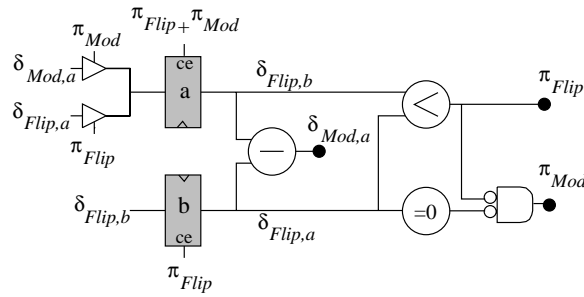 π_Flip + π_Mod
π_Mod
δ_Mod,a
ce
a
δ_Flip,b
<
π_Flip
δ_Flip,a
π_Flip
−
δ_Mod,a
π_Mod
δ_Flip,b
b
ce
δ_Flip,a
=0
π_Flip